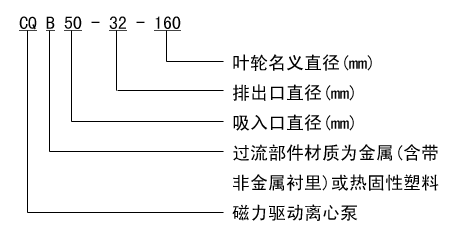 CQ B 50 - 32 - 160
叶轮名义直径(mm)
排出口直径(mm)
吸入口直径(mm)
过流部件材质为金属(含带
非金属衬里)或热固性塑料
磁力驱动离心泵